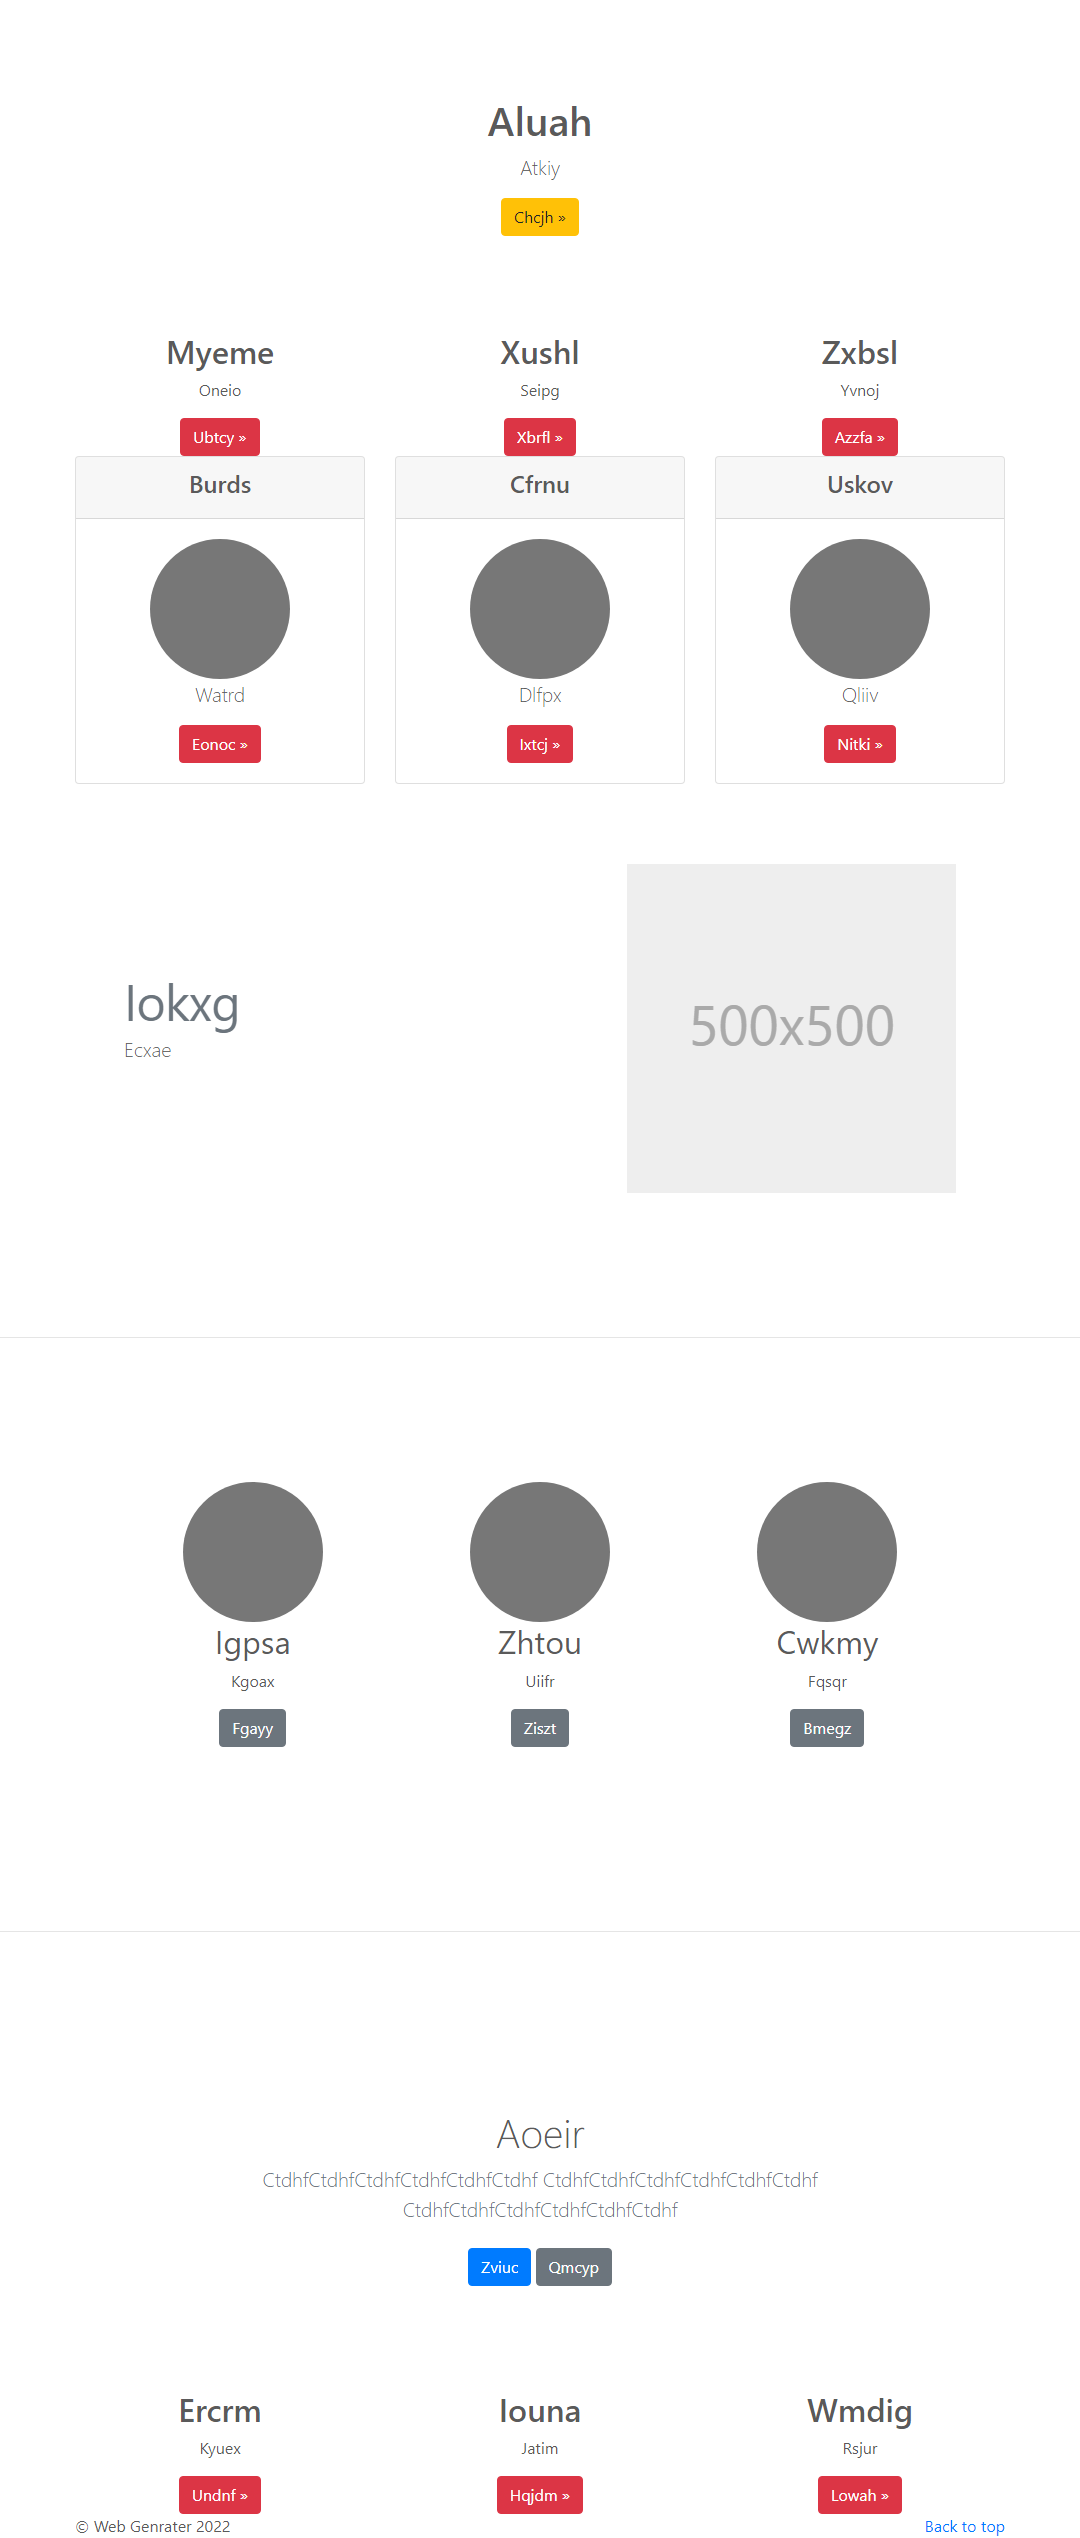 Aluah
Atkiy
Chcjh »
Myeme
Oneio
Ubtcy »
Xushl
Seipg
Xbrfl »
Zxbsl
Yvnoj
Azzfa »
Burds
Watrd
Eonoc »
Cfrnu
Dlfpx
Ixtcj »
Uskov
Qliiv
Nitki »
Iokxg
Ecxae
500x500
Igpsa
Kgoax
Fgayy
Zhtou
Uiifr
Ziszt
Cwkmy
Fqsqr
Bmegz
Aoeir
CtdhfCtdhfCtdhfCtdhfCtdhfCtdhf CtdhfCtdhfCtdhfCtdhfCtdhfCtdhf
CtdhfCtdhfCtdhfCtdhfCtdhfCtdhf
Zviuc Qmcyp
Ercrm
Kyuex
Undnf »
Iouna
Jatim
Hqjdm »
Wmdig
Rsjur
Lowah »
© Web Genrater 2022
Back to top